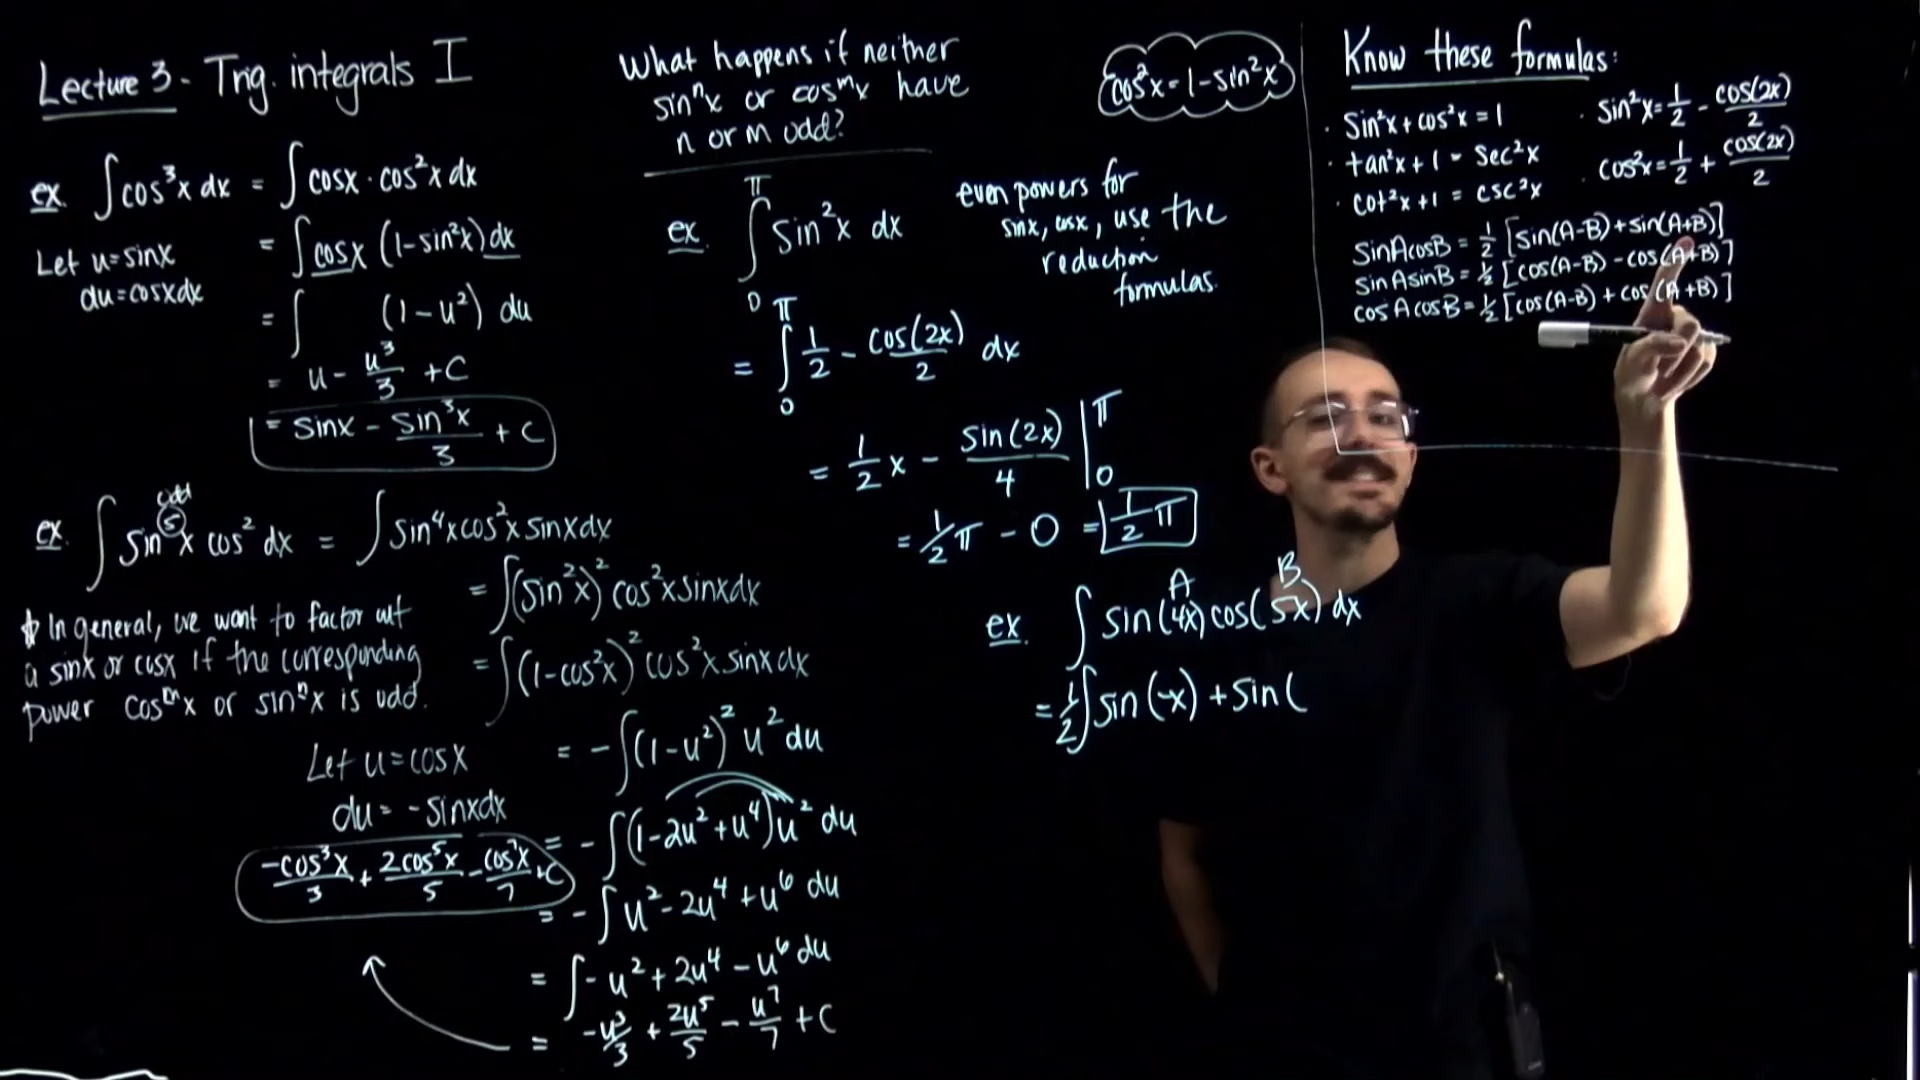 Lecture 3 - Trig. integrals I
ex. ∫cos³x dx = ∫cosx · cos²x dx
Let u=sinx
du=cosxdx
= ∫cosx (1-sin²x)dx
= ∫ (1-u²) du
= u - u³/3 + C
= sinx - sin³x/3 + C
ex. ∫ sin⁵x cos² dx = ∫sin⁴xcos²x sinxdx
odd
= ∫(sin²x)² cos²x sinxdx
= ∫(1-cos²x)² cos²x sinx dx
☆ In general, we want to factor out
a sinx or cosx if the corresponding
power cosᵐx or sinⁿx is odd.
Let u=cosx
du= -sinxdx
= -∫(1-u²)² u² du
= -∫(1-2u²+u⁴)u² du
= -∫u²-2u⁴+u⁶ du
= ∫-u²+2u⁴-u⁶ du
= -u³/3 + 2u⁵/5 - u⁷/7 + C
-cos³x/3 + 2cos⁵x/5 - cos⁷x/7 + C
What happens if neither
sinⁿx or cosᵐx have
n or m odd?
ex. ∫₀^π sin²x dx
even powers for
sinx, cosx, use the
reduction
formulas.
= ∫₀^π 1/2 - cos(2x)/2 dx
= 1/2 x - sin(2x)/4 |₀^π
= 1/2 π - 0 = 1/2 π
ex. ∫ sin(4x)cos(5x) dx
A B
= 1/2∫sin(-x) + sin(
cos²x = 1-sin²x
Know these formulas:
· sin²x+cos²x = 1
· tan²x+1 = sec²x
· cot²x+1 = csc²x
· sin²x = 1/2 - cos(2x)/2
· cos²x = 1/2 + cos(2x)/2
sinAcosB = 1/2 [sin(A-B)+sin(A+B)]
sinAsinB = 1/2 [cos(A-B) - cos(A+B)]
cosAcosB = 1/2 [cos(A-B) + cos(A+B)]